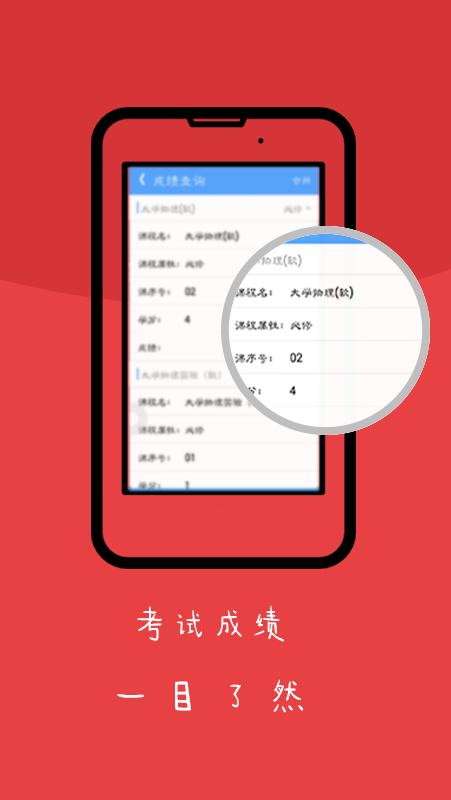 成绩查询
大学物理(软) 必修
课程名： 大学物理(软)
课程属性： 必修
课序号： 02
学分： 4
成绩：
大学物理实验（软）
课程名： 大学物理实验
课程属性： 必修
课序号： 01
学分： 1
物理(软)
课程名： 大学物理(软)
课程属性： 必修
课序号： 02
分： 4
考试成绩
一目了然